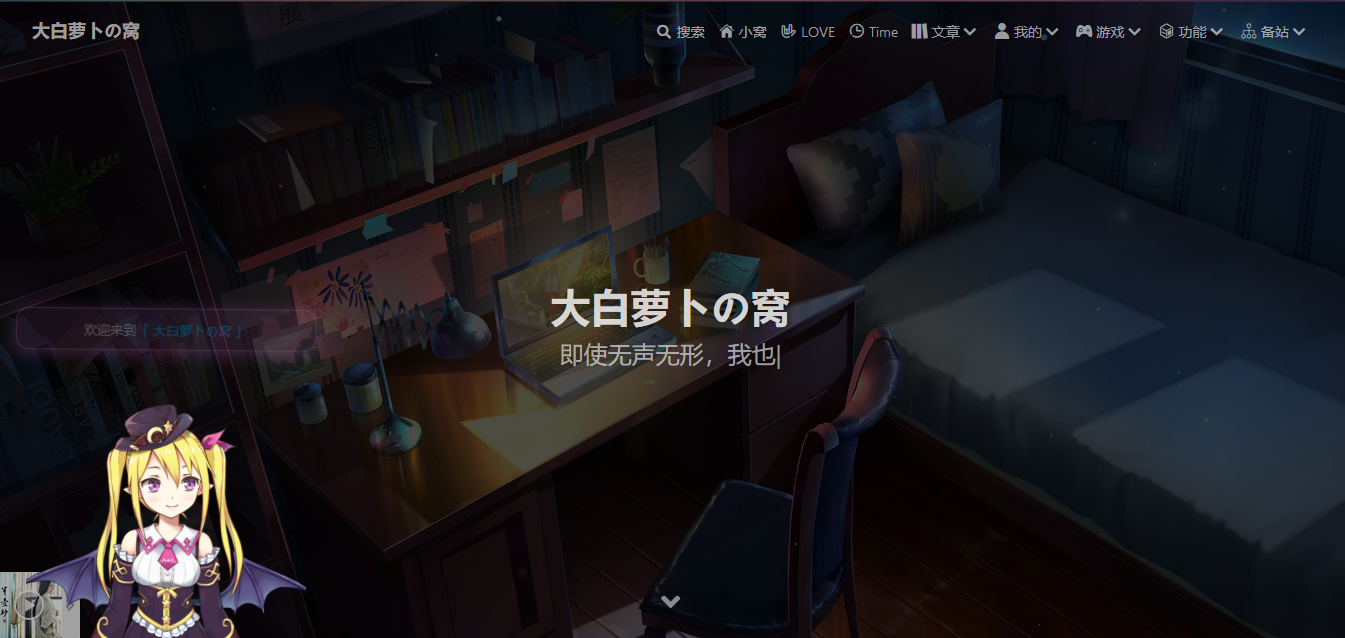 大白萝卜の窝
搜索 小窝 LOVE Time 文章 我的 游戏 功能 备站
展
大白萝卜の窝
即使无声无形，我也|
欢迎来到「大白萝卜の窝」